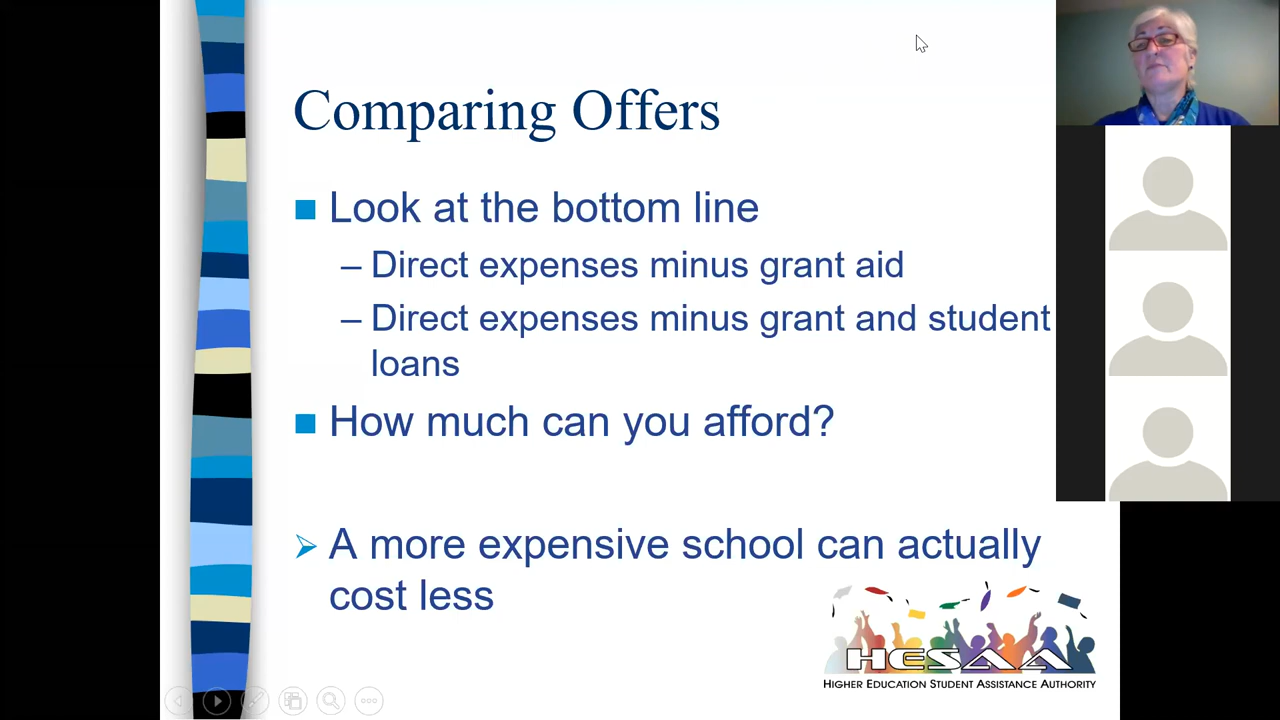 Comparing Offers
■ Look at the bottom line
– Direct expenses minus grant aid
– Direct expenses minus grant and student
loans
■ How much can you afford?
➢ A more expensive school can actually
cost less
HESAA
HIGHER EDUCATION STUDENT ASSISTANCE AUTHORITY